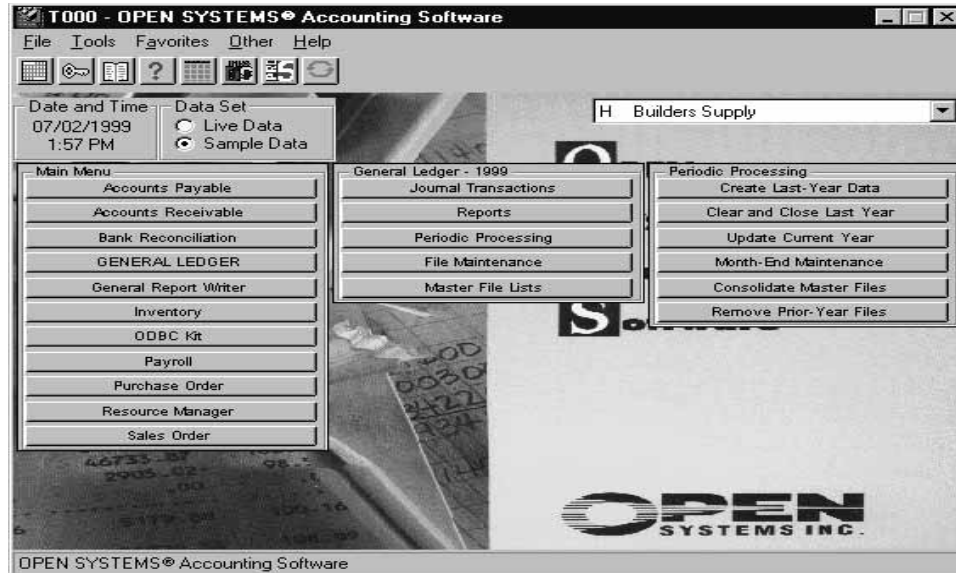 T000 - OPEN SYSTEMS® Accounting Software
File Tools Favorites Other Help
Date and Time
07/02/1999
1:57 PM
Data Set
Live Data
Sample Data
H Builders Supply
Main Menu
Accounts Payable
Accounts Receivable
Bank Reconciliation
GENERAL LEDGER
General Report Writer
Inventory
ODBC Kit
Payroll
Purchase Order
Resource Manager
Sales Order
General Ledger - 1999
Journal Transactions
Reports
Periodic Processing
File Maintenance
Master File Lists
Periodic Processing
Create Last-Year Data
Clear and Close Last Year
Update Current Year
Month-End Maintenance
Consolidate Master Files
Remove Prior-Year Files
OPEN
SYSTEMS INC.
OPEN SYSTEMS® Accounting Software